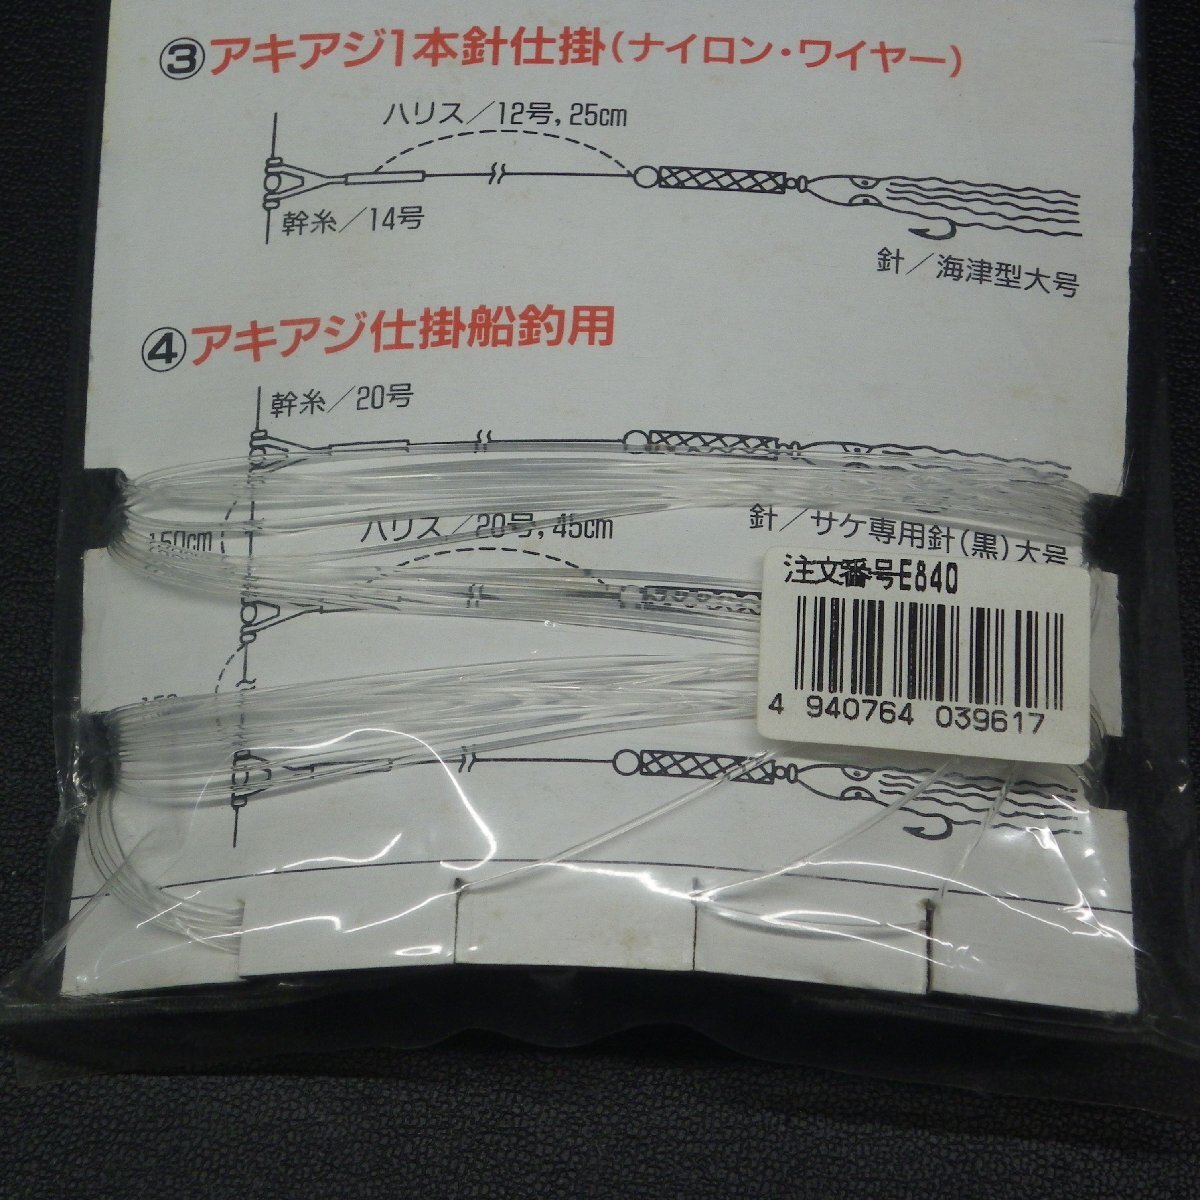 ③アキアジ1本針仕掛(ナイロン・ワイヤー)
ハリス／12号,25cm
幹糸／14号
針／海津型大号
④アキアジ仕掛船釣用
幹糸／20号
150cm
ハリス／20号,45cm
針／サケ専用針(黒)大号
注文番号E840
4 940764 039617